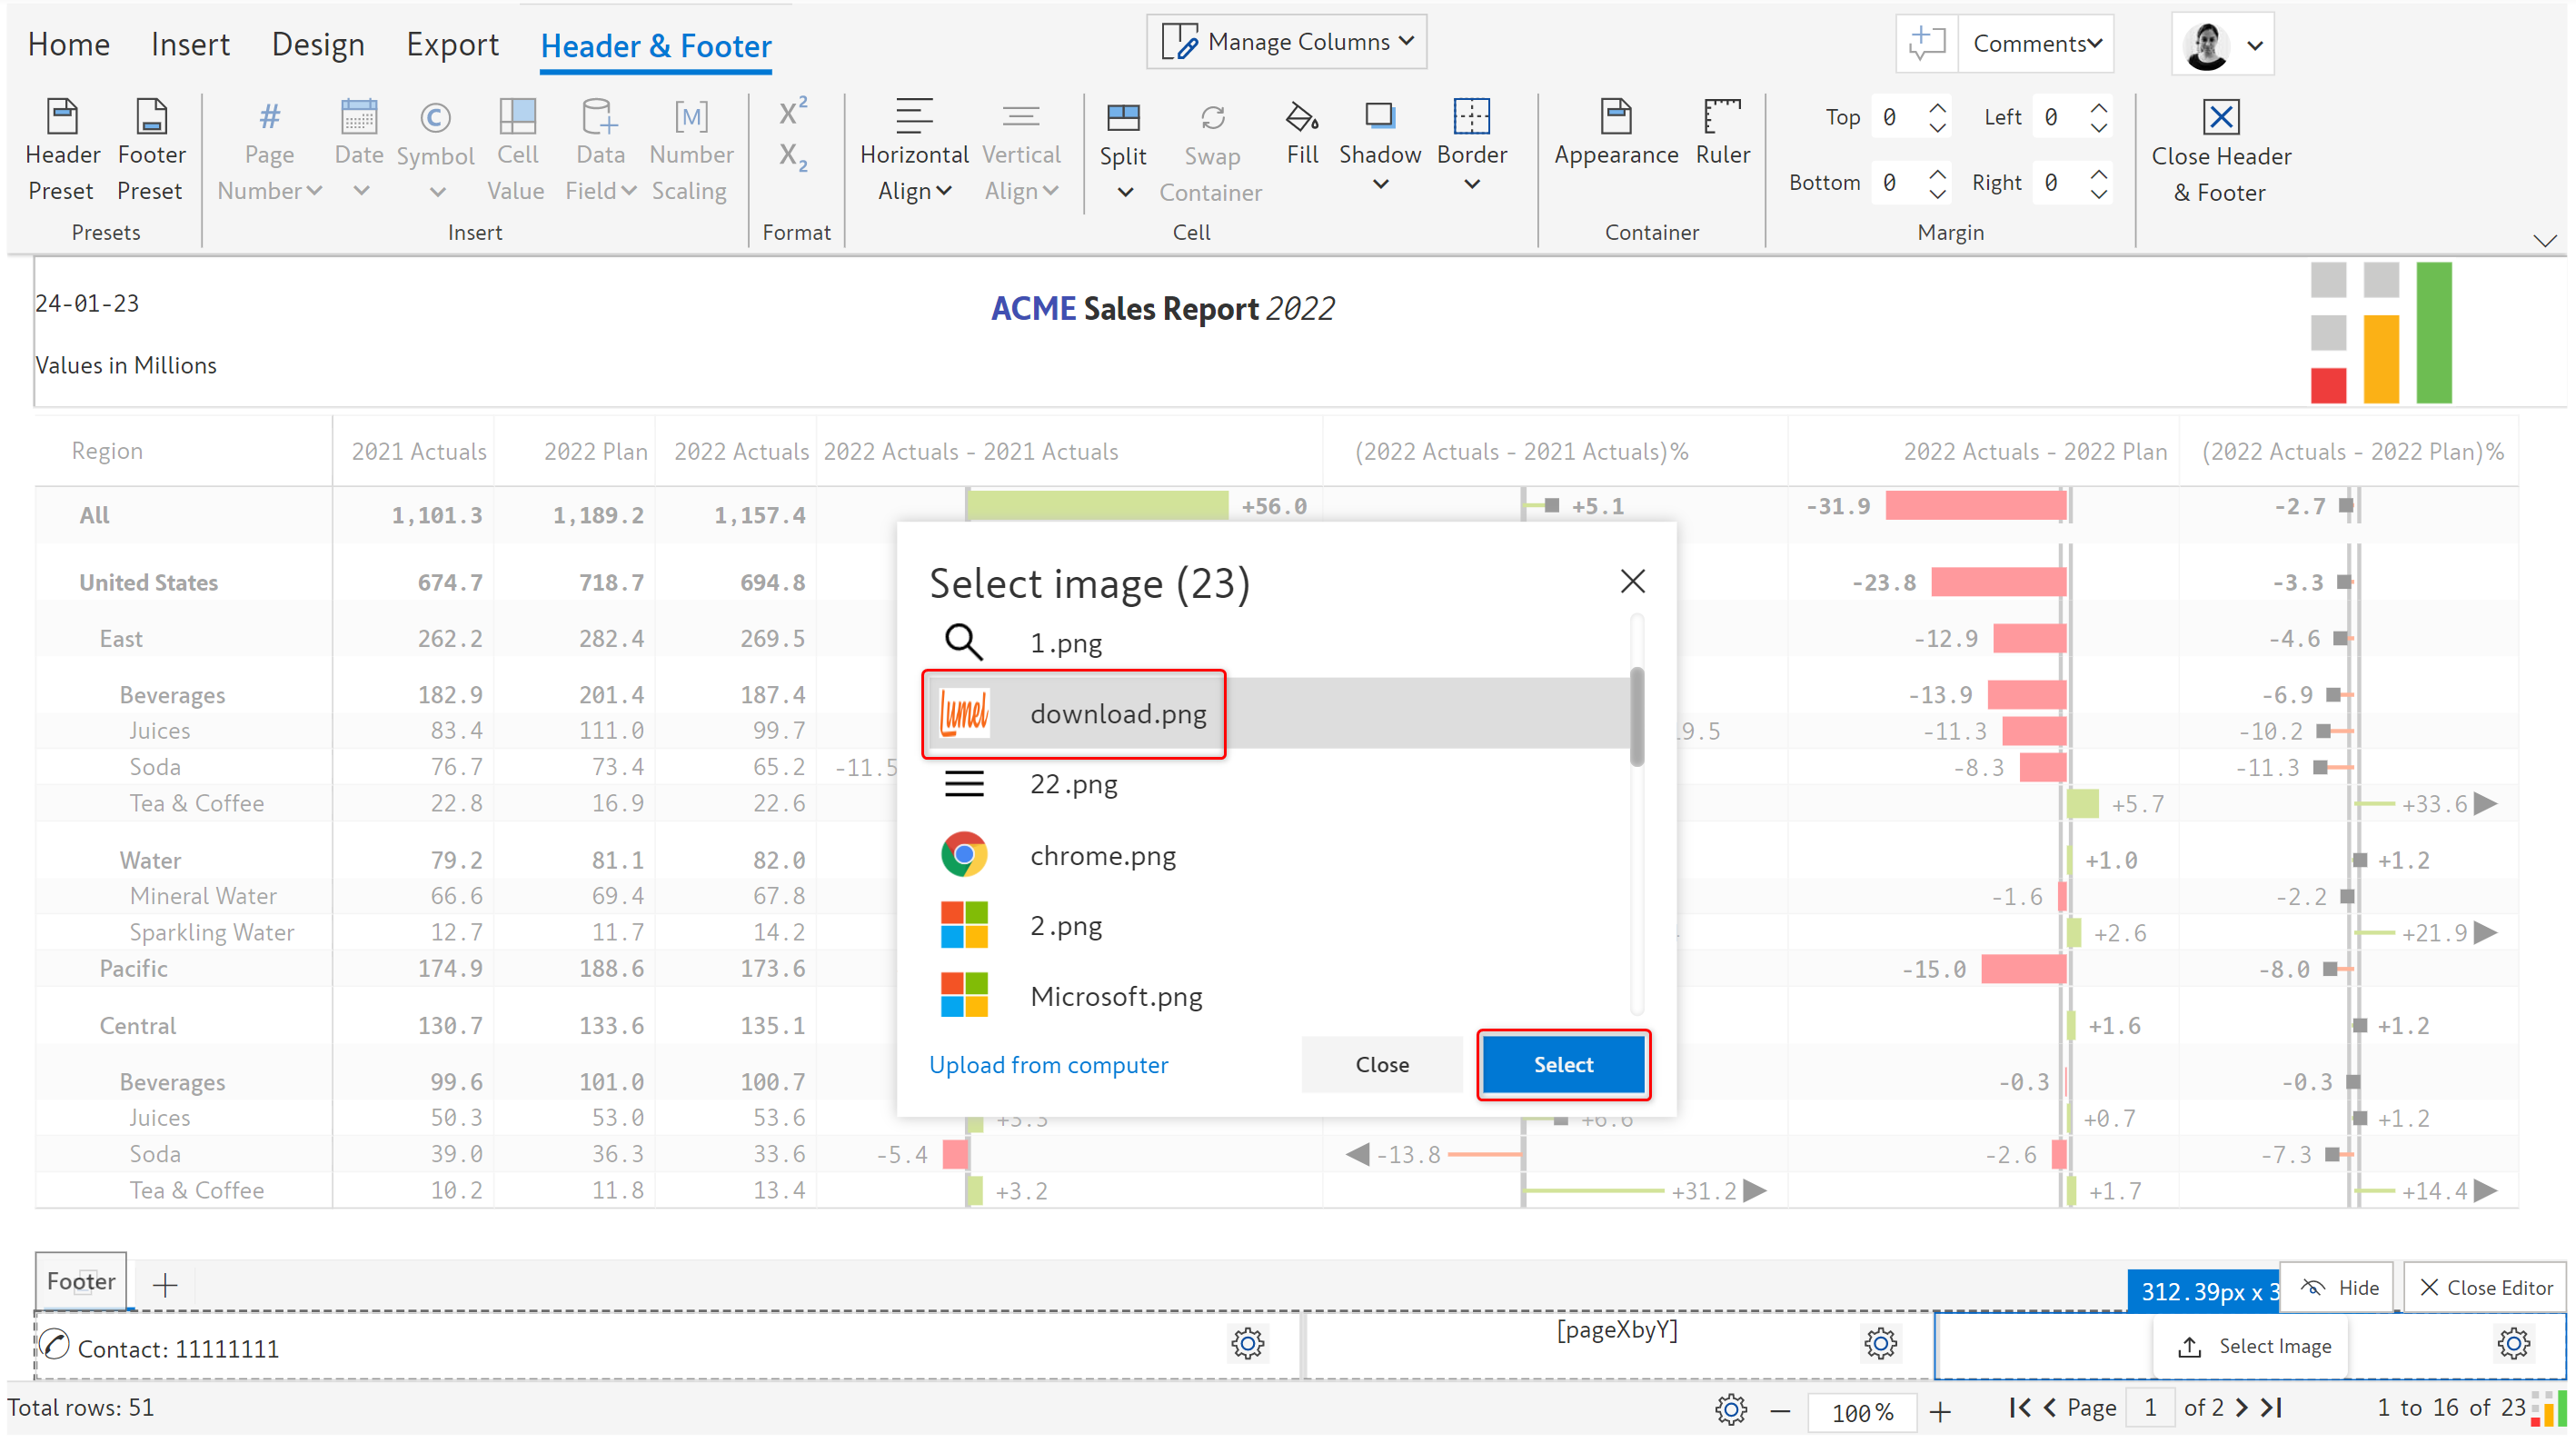 Home Insert Design Export Header & Footer Manage Columns Comments
Header Preset Footer Preset
Presets
# Page Number Date © Symbol Cell Value Data Field [M] Number Scaling
Insert
X² X₂
Format
Horizontal Align Vertical Align Split Swap Container Fill Shadow Border
Cell
Appearance Ruler
Container
Top 0 Left 0
Bottom 0 Right 0
Margin
Close Header & Footer
24-01-23
ACME Sales Report 2022
Values in Millions
Region 2021 Actuals 2022 Plan 2022 Actuals 2022 Actuals - 2021 Actuals (2022 Actuals - 2021 Actuals)% 2022 Actuals - 2022 Plan (2022 Actuals - 2022 Plan)%
All 1,101.3 1,189.2 1,157.4 +56.0 +5.1 -31.9 -2.7
United States 674.7 718.7 694.8 -23.8 -3.3
East 262.2 282.4 269.5 -12.9 -4.6
Beverages 182.9 201.4 187.4 -13.9 -6.9
Juices 83.4 111.0 99.7 9.5 -11.3 -10.2
Soda 76.7 73.4 65.2 -11.5 -8.3 -11.3
Tea & Coffee 22.8 16.9 22.6 +5.7 +33.6
Water 79.2 81.1 82.0 +1.0 +1.2
Mineral Water 66.6 69.4 67.8 -1.6 -2.2
Sparkling Water 12.7 11.7 14.2 +2.6 +21.9
Pacific 174.9 188.6 173.6 -15.0 -8.0
Central 130.7 133.6 135.1 +1.6 +1.2
Beverages 99.6 101.0 100.7 -0.3 -0.3
Juices 50.3 53.0 53.6 +3.3 +6.6 +0.7 +1.2
Soda 39.0 36.3 33.6 -5.4 -13.8 -2.6 -7.3
Tea & Coffee 10.2 11.8 13.4 +3.2 +31.2 +1.7 +14.4
Select image (23)
1.png
Lumel download.png
22.png
chrome.png
2.png
Microsoft.png
Upload from computer Close Select
Footer 312.39px x 3 Hide Close Editor
Contact: 11111111 [pageXbyY] Select Image
Total rows: 51 100% Page 1 of 2 1 to 16 of 23